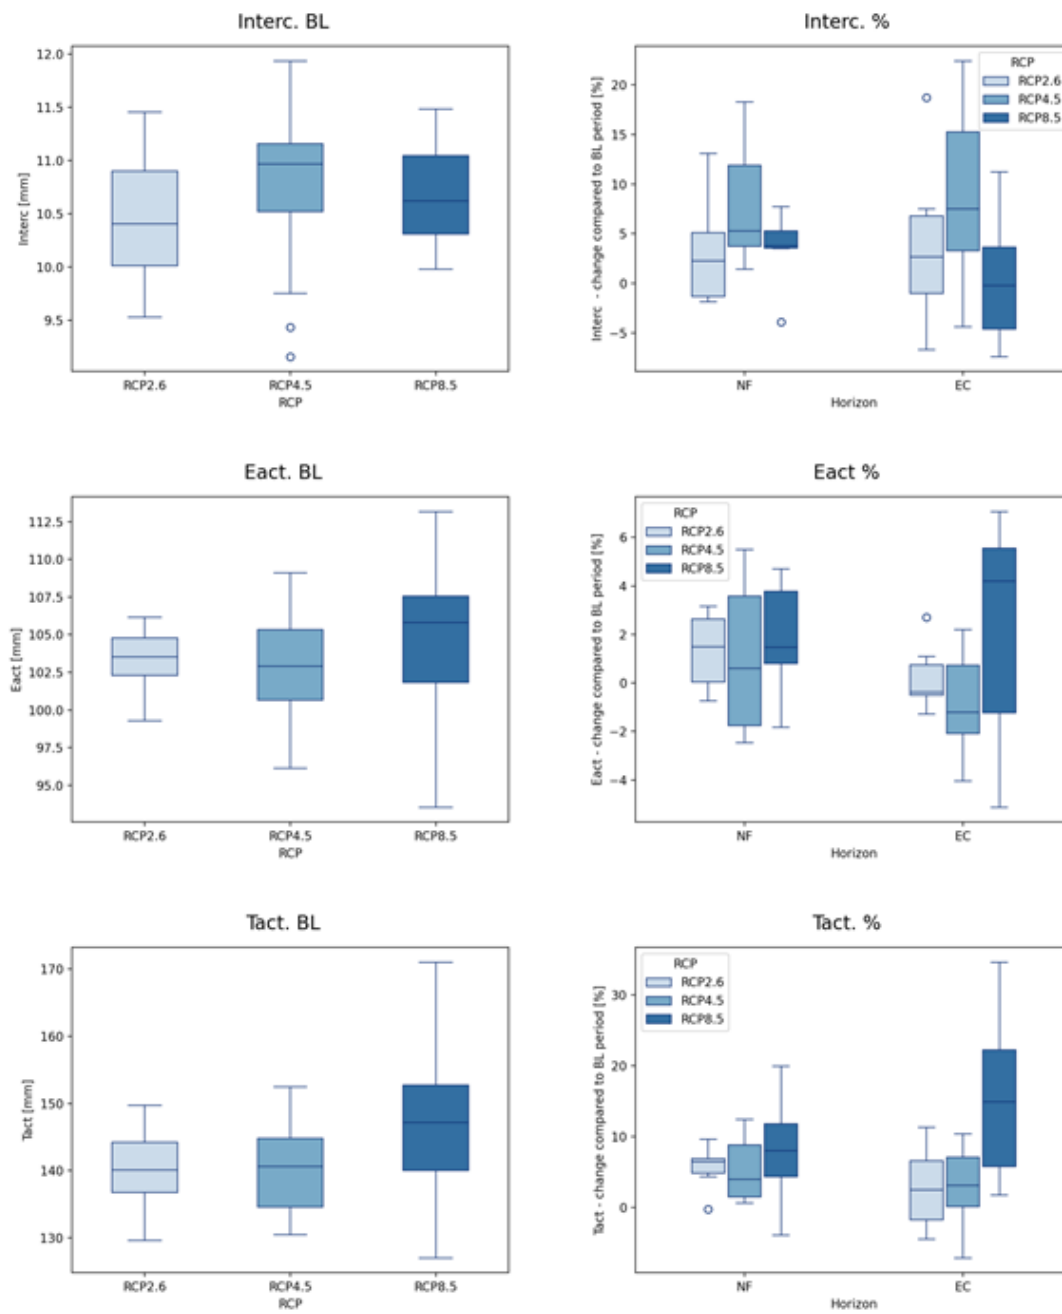 Interc. BL
12.0
11.5
11.0
10.5
10.0
9.5
Interc [mm]
RCP2.6 RCP4.5 RCP8.5
RCP
Interc. %
20
15
10
5
0
−5
Interc - change compared to BL period [%]
RCP
RCP2.6
RCP4.5
RCP8.5
NF EC
Horizon
Eact. BL
112.5
110.0
107.5
105.0
102.5
100.0
97.5
95.0
Eact [mm]
RCP2.6 RCP4.5 RCP8.5
RCP
Eact %
6
4
2
0
−2
−4
Eact - change compared to BL period [%]
RCP
RCP2.6
RCP4.5
RCP8.5
NF EC
Horizon
Tact. BL
170
160
150
140
130
Tact [mm]
RCP2.6 RCP4.5 RCP8.5
RCP
Tact. %
30
20
10
0
Tact - change compared to BL period [%]
RCP
RCP2.6
RCP4.5
RCP8.5
NF EC
Horizon